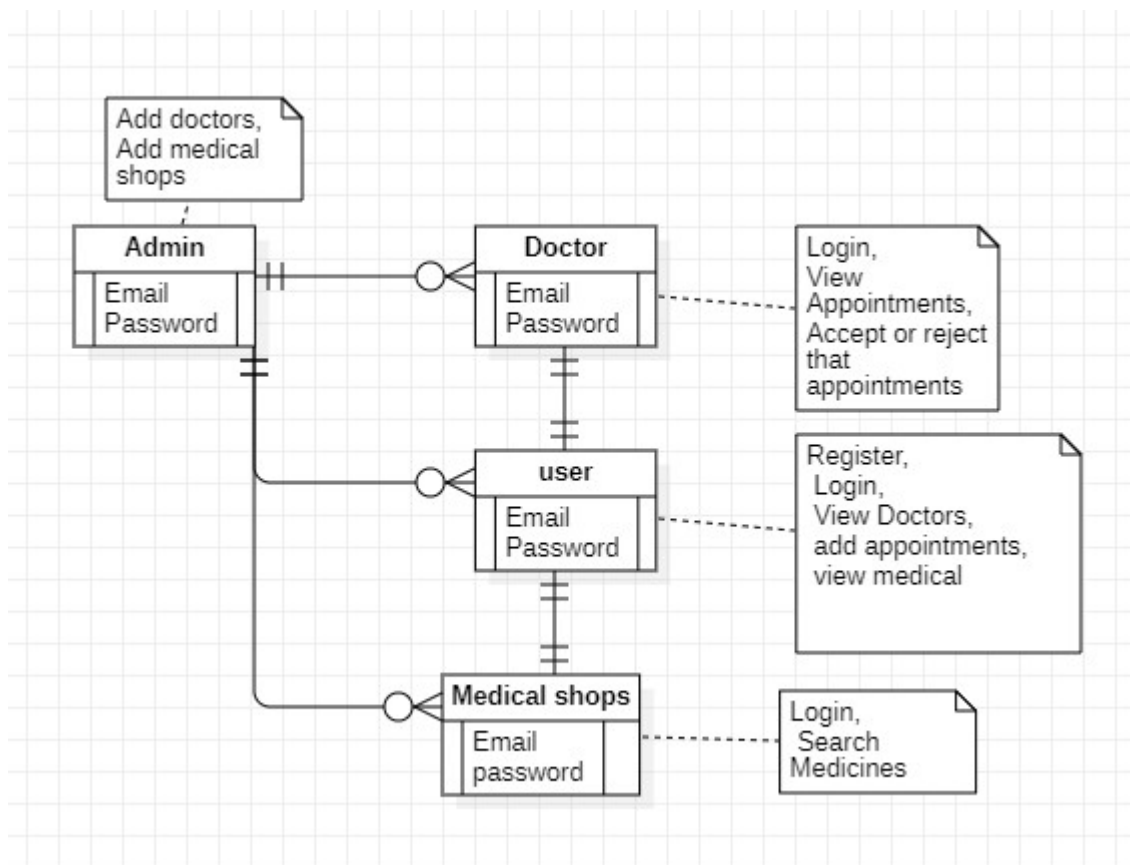 Add doctors,
Add medical
shops
Admin
Email
Password
Doctor
Email
Password
Login,
View
Appointments,
Accept or reject
that
appointments
user
Email
Password
Register,
Login,
View Doctors,
add appointments,
view medical
Medical shops
Email
password
Login,
Search
Medicines